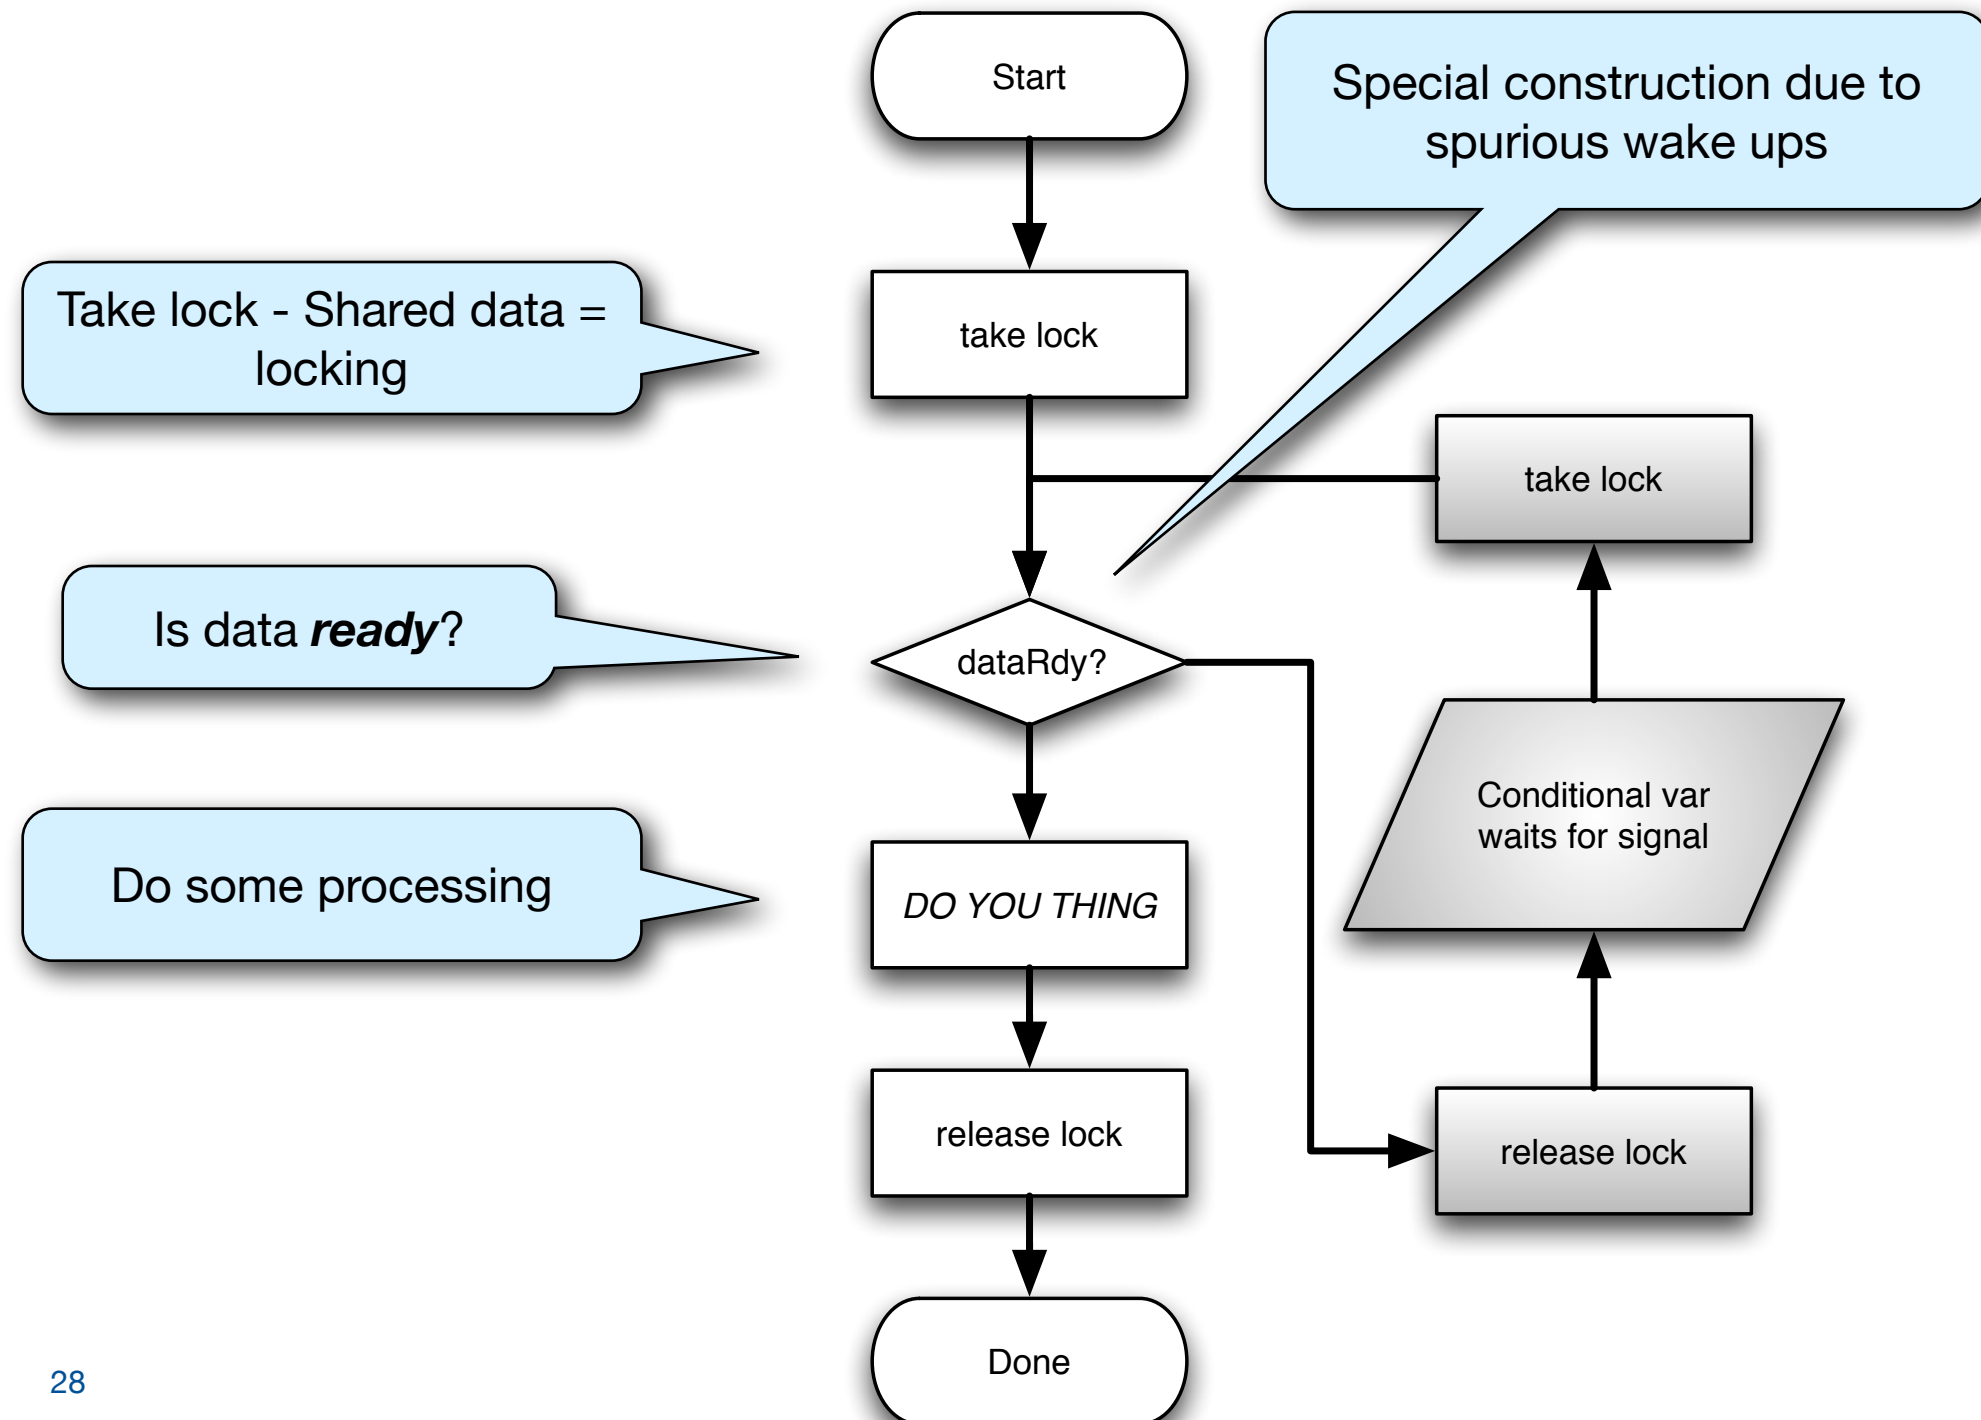 Start
Special construction due to
spurious wake ups
Take lock - Shared data =
locking
take lock
take lock
Is data ready?
dataRdy?
Conditional var
waits for signal
Do some processing
DO YOU THING
release lock
release lock
Done
28